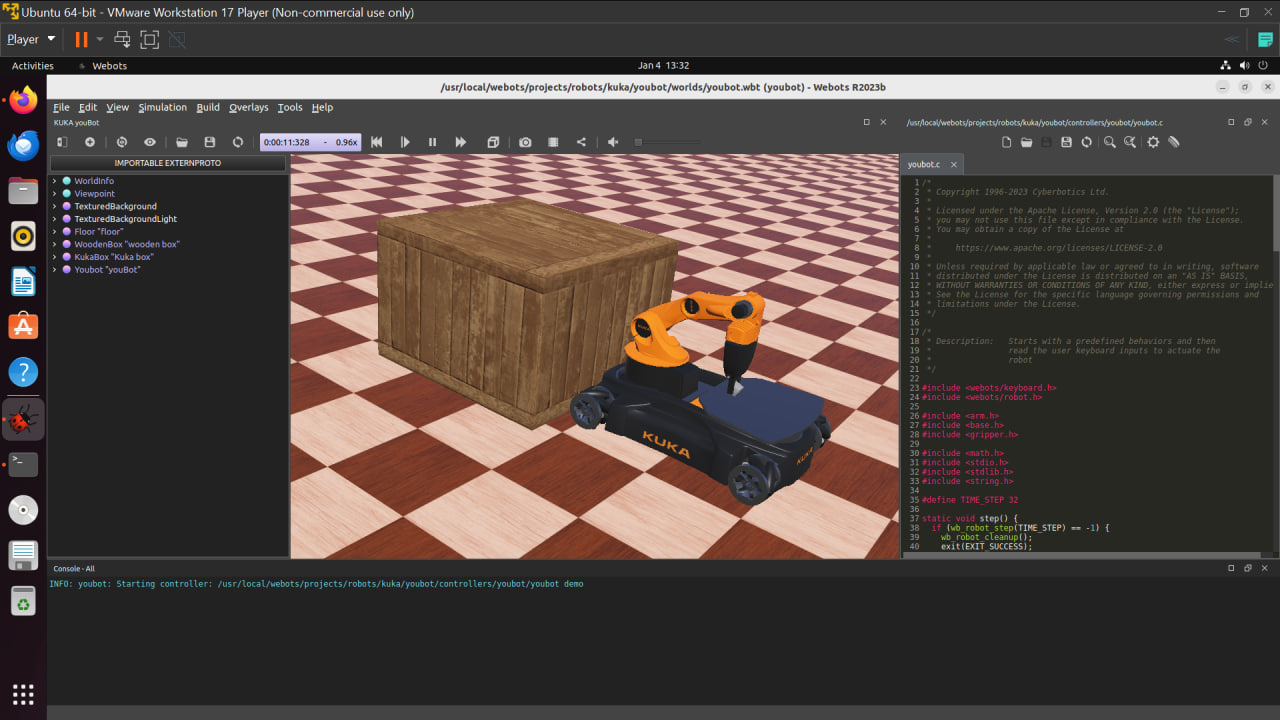 Ubuntu 64-bit - VMware Workstation 17 Player (Non-commercial use only)
Player
Activities
Webots
Jan 4 13:32
/usr/local/webots/projects/robots/kuka/youbot/worlds/youbot.wbt (youbot) - Webots R2023b
File Edit View Simulation Build Overlays Tools Help
KUKA youBot
0:00:11:328 - 0.96x
IMPORTABLE EXTERNPROTO
WorldInfo
Viewpoint
TexturedBackground
TexturedBackgroundLight
Floor "floor"
WoodenBox "wooden box"
KukaBox "Kuka box"
Youbot "youBot"
KUKA
KUKA
/usr/local/webots/projects/robots/kuka/youbot/controllers/youbot/youbot.c
youbot.c
1 /*
2 * Copyright 1996-2023 Cyberbotics Ltd.
3 *
4 * Licensed under the Apache License, Version 2.0 (the "License");
5 * you may not use this file except in compliance with the License.
6 * You may obtain a copy of the License at
7 *
8 *     https://www.apache.org/licenses/LICENSE-2.0
9 *
10 * Unless required by applicable law or agreed to in writing, software
11 * distributed under the License is distributed on an "AS IS" BASIS,
12 * WITHOUT WARRANTIES OR CONDITIONS OF ANY KIND, either express or implie
13 * See the License for the specific language governing permissions and
14 * limitations under the License.
15 */
16
17 /*
18 * Description:   Starts with a predefined behaviors and then
19 *                read the user keyboard inputs to actuate the
20 *                robot
21 */
22
23 #include <webots/keyboard.h>
24 #include <webots/robot.h>
25
26 #include <arm.h>
27 #include <base.h>
28 #include <gripper.h>
29
30 #include <math.h>
31 #include <stdio.h>
32 #include <stdlib.h>
33 #include <string.h>
34
35 #define TIME_STEP 32
36
37 static void step() {
38   if (wb_robot_step(TIME_STEP) == -1) {
39     wb_robot_cleanup();
40     exit(EXIT_SUCCESS);
Console - All
INFO: youbot: Starting controller: /usr/local/webots/projects/robots/kuka/youbot/controllers/youbot/youbot demo